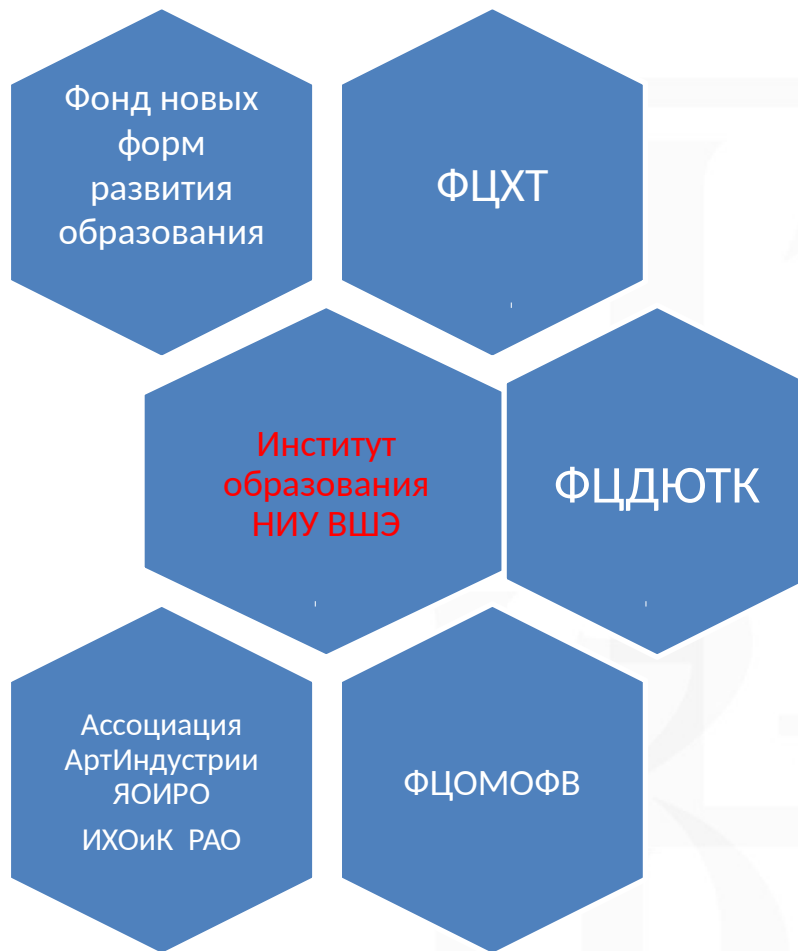 Фонд новых
форм
развития
образования
ФЦХТ
Институт
образования
НИУ ВШЭ
ФЦДЮТК
Ассоциация
АртИндустрии
ЯОИРО
ИХОиК РАО
ФЦОМОФВ